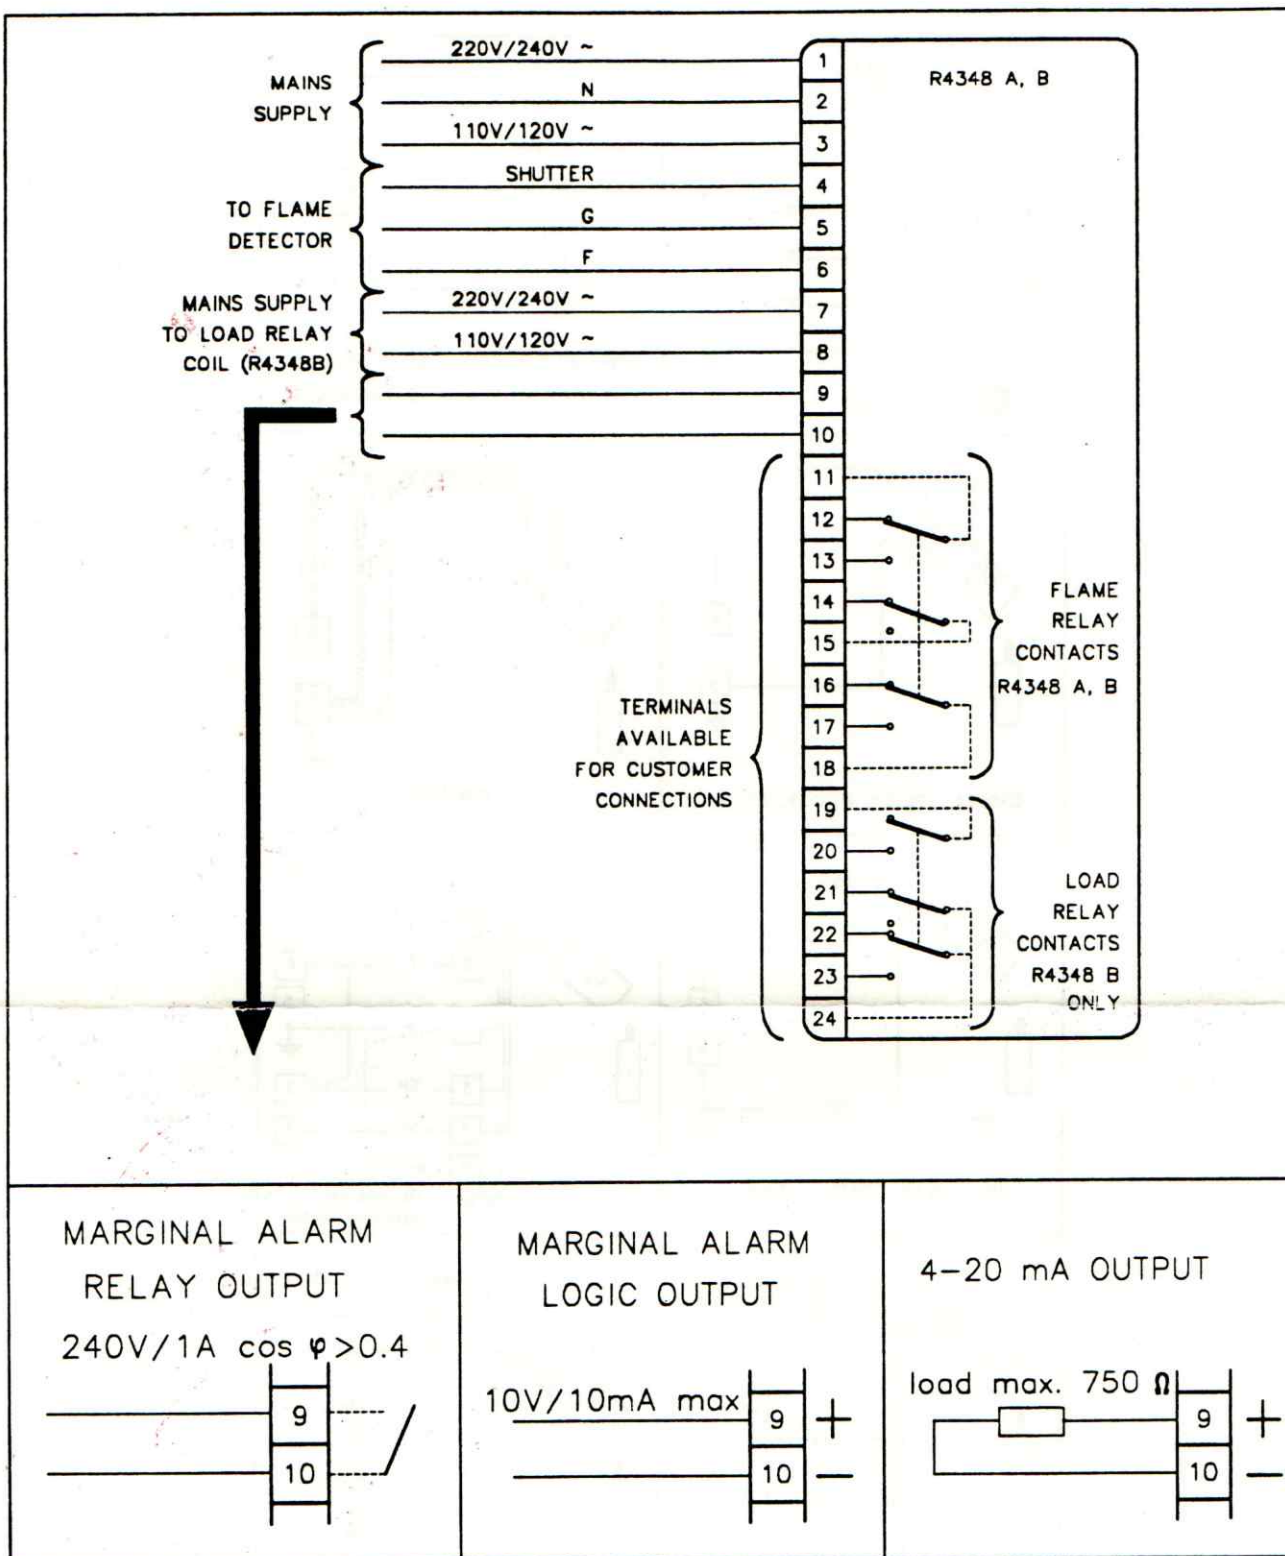 220V/240V ~
MAINS
SUPPLY
N
110V/120V ~
SHUTTER
TO FLAME
DETECTOR
G
F
MAINS SUPPLY
TO LOAD RELAY
COIL (R4348B)
220V/240V ~
110V/120V ~
R4348 A, B
1
2
3
4
5
6
7
8
9
10
11
12
13
14
15
16
17
18
19
20
21
22
23
24
TERMINALS
AVAILABLE
FOR CUSTOMER
CONNECTIONS
FLAME
RELAY
CONTACTS
R4348 A, B
LOAD
RELAY
CONTACTS
R4348 B
ONLY
MARGINAL ALARM
RELAY OUTPUT
240V/1A cos φ>0.4
9
10
MARGINAL ALARM
LOGIC OUTPUT
10V/10mA max
9 +
10 −
4-20 mA OUTPUT
load max. 750 Ω
9 +
10 −